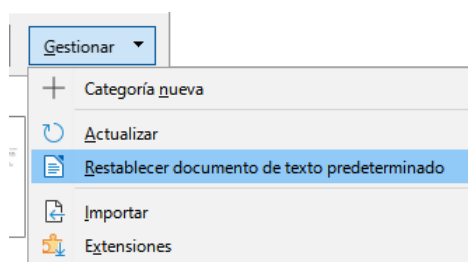 Gestionar
Categoría nueva
Actualizar
Restablecer documento de texto predeterminado
Importar
Extensiones